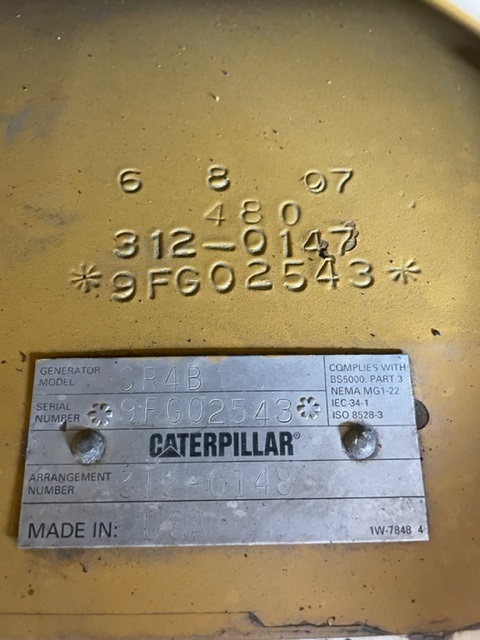 6 8 07
480
312-0147
*9FG02543*
GENERATOR MODEL SR4B
COMPLIES WITH
BS5000: PART 3
NEMA MG1-22
IEC-34-1
ISO 8528-3
SERIAL NUMBER *9FG02543*
CATERPILLAR®
ARRANGEMENT NUMBER
MADE IN:
1W-7848 4